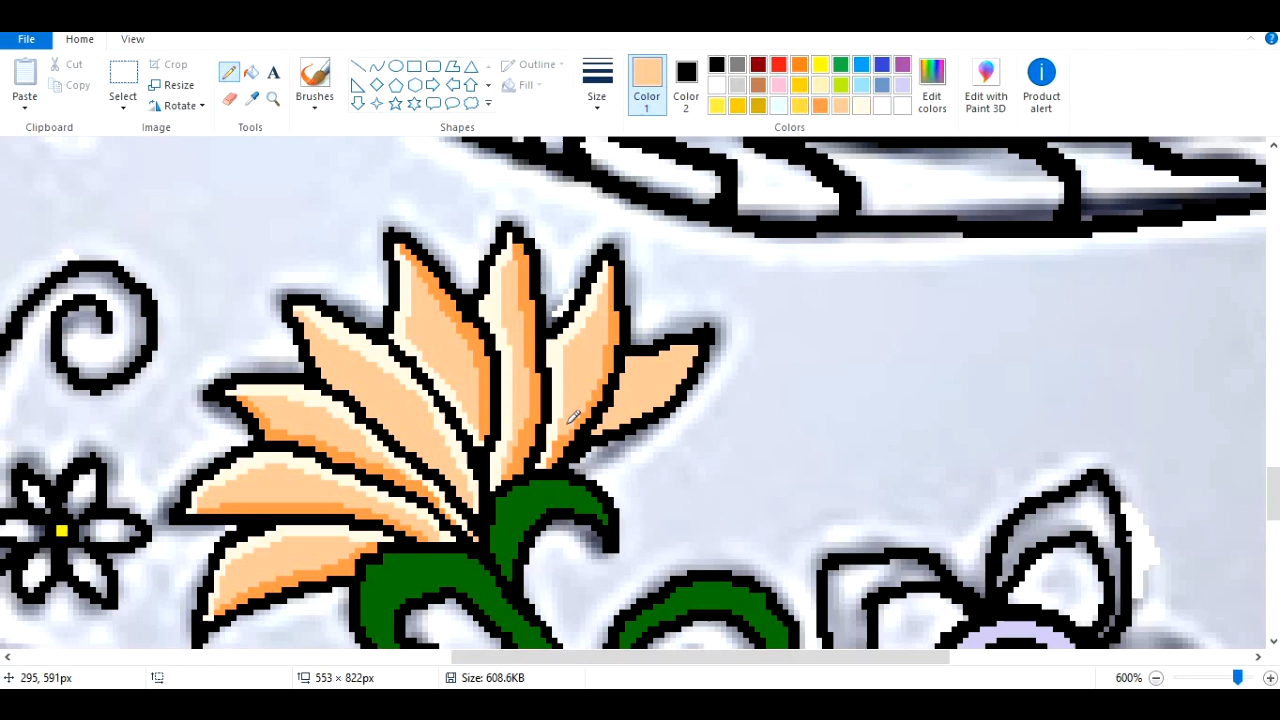 File Home View
Paste Cut Copy
Clipboard
Select Crop Resize Rotate
Image
A
Tools
Brushes
Outline Fill
Shapes
Size
Color 1 Color 2
Edit colors
Edit with Paint 3D
Product alert
Colors
295, 591px 553 × 822px Size: 608.6KB 600%